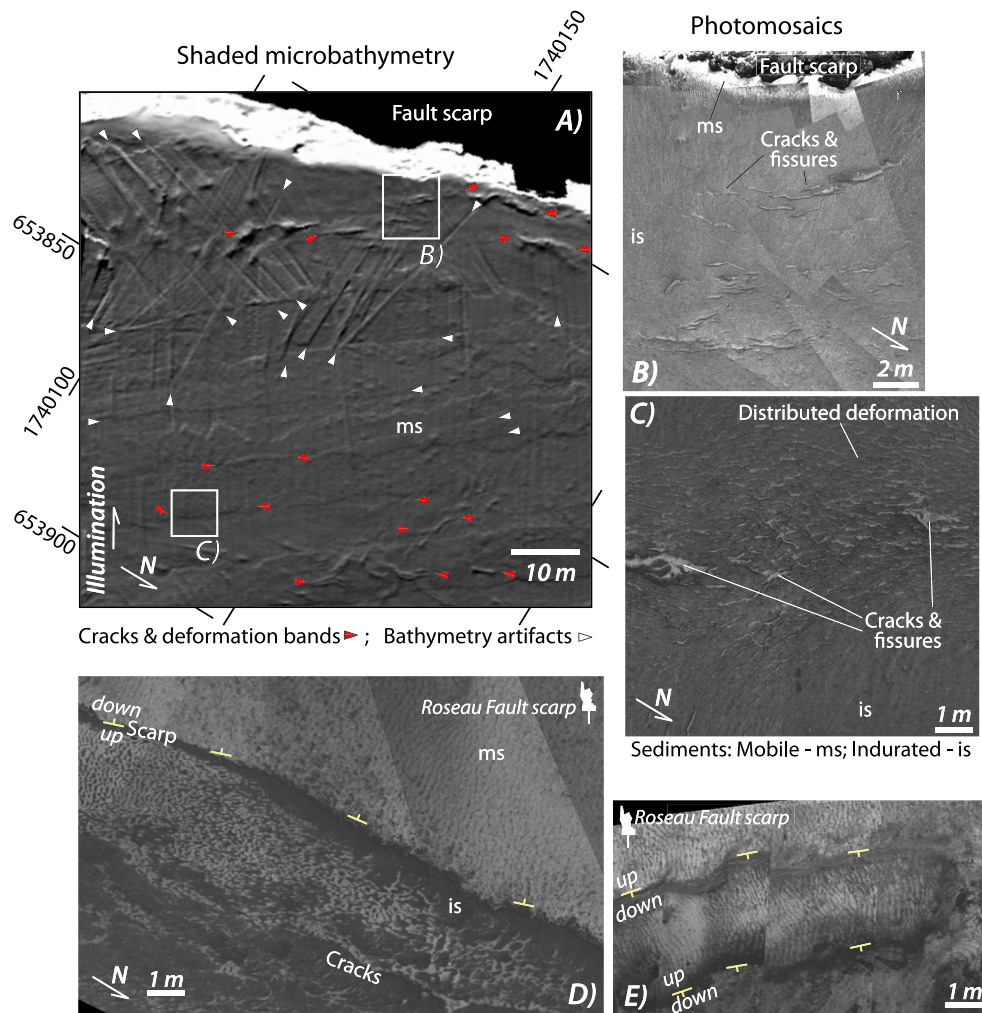 Photomosaics
Shaded microbathymetry
1740150
Fault scarp
A)
653850
B)
1740100
ms
653900
C)
Illumination
N
10 m
Cracks & deformation bands ; Bathymetry artifacts
Fault scarp
r
ms
Cracks &
fissures
is
N
B)
2 m
C)
Distributed deformation
Cracks &
fissures
N
is
1 m
Sediments: Mobile - ms; Indurated - is
down
up
Scarp
Roseau Fault scarp
ms
is
Cracks
N
1 m
D)
Roseau Fault scarp
up
down
up
down
E)
1 m